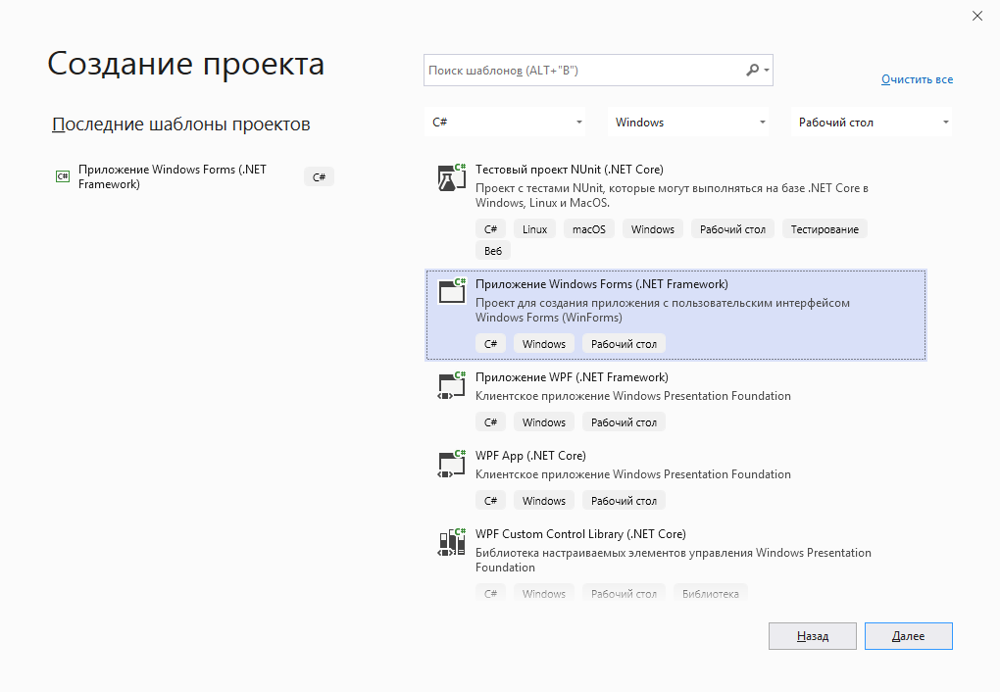 Создание проекта
Поиск шаблонов (ALT+"В")
Очистить все
Последние шаблоны проектов
C#
Windows
Рабочий стол
C#
Приложение Windows Forms (.NET
Framework)
C#
C#
Тестовый проект NUnit (.NET Core)
Проект с тестами NUnit, которые могут выполняться на базе .NET Core в
Windows, Linux и MacOS.
C# Linux macOS Windows Рабочий стол Тестирование
Веб
C#
Приложение Windows Forms (.NET Framework)
Проект для создания приложения с пользовательским интерфейсом
Windows Forms (WinForms)
C# Windows Рабочий стол
C#
Приложение WPF (.NET Framework)
Клиентское приложение Windows Presentation Foundation
C# Windows Рабочий стол
C#
WPF App (.NET Core)
Клиентское приложение Windows Presentation Foundation
C# Windows Рабочий стол
C#
WPF Custom Control Library (.NET Core)
Библиотека настраиваемых элементов управления Windows Presentation
Foundation
C# Windows Рабочий стол Библиотека
Назад
Далее